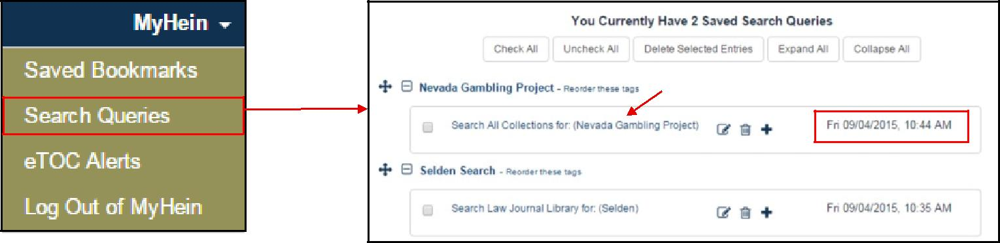 MyHein
Saved Bookmarks
Search Queries
eTOC Alerts
Log Out of MyHein
You Currently Have 2 Saved Search Queries
Check All Uncheck All Delete Selected Entries Expand All Collapse All
Nevada Gambling Project - Reorder these tags
Search All Collections for: (Nevada Gambling Project) Fri 09/04/2015, 10:44 AM
Selden Search - Reorder these tags
Search Law Journal Library for: (Selden) Fri 09/04/2015, 10:35 AM